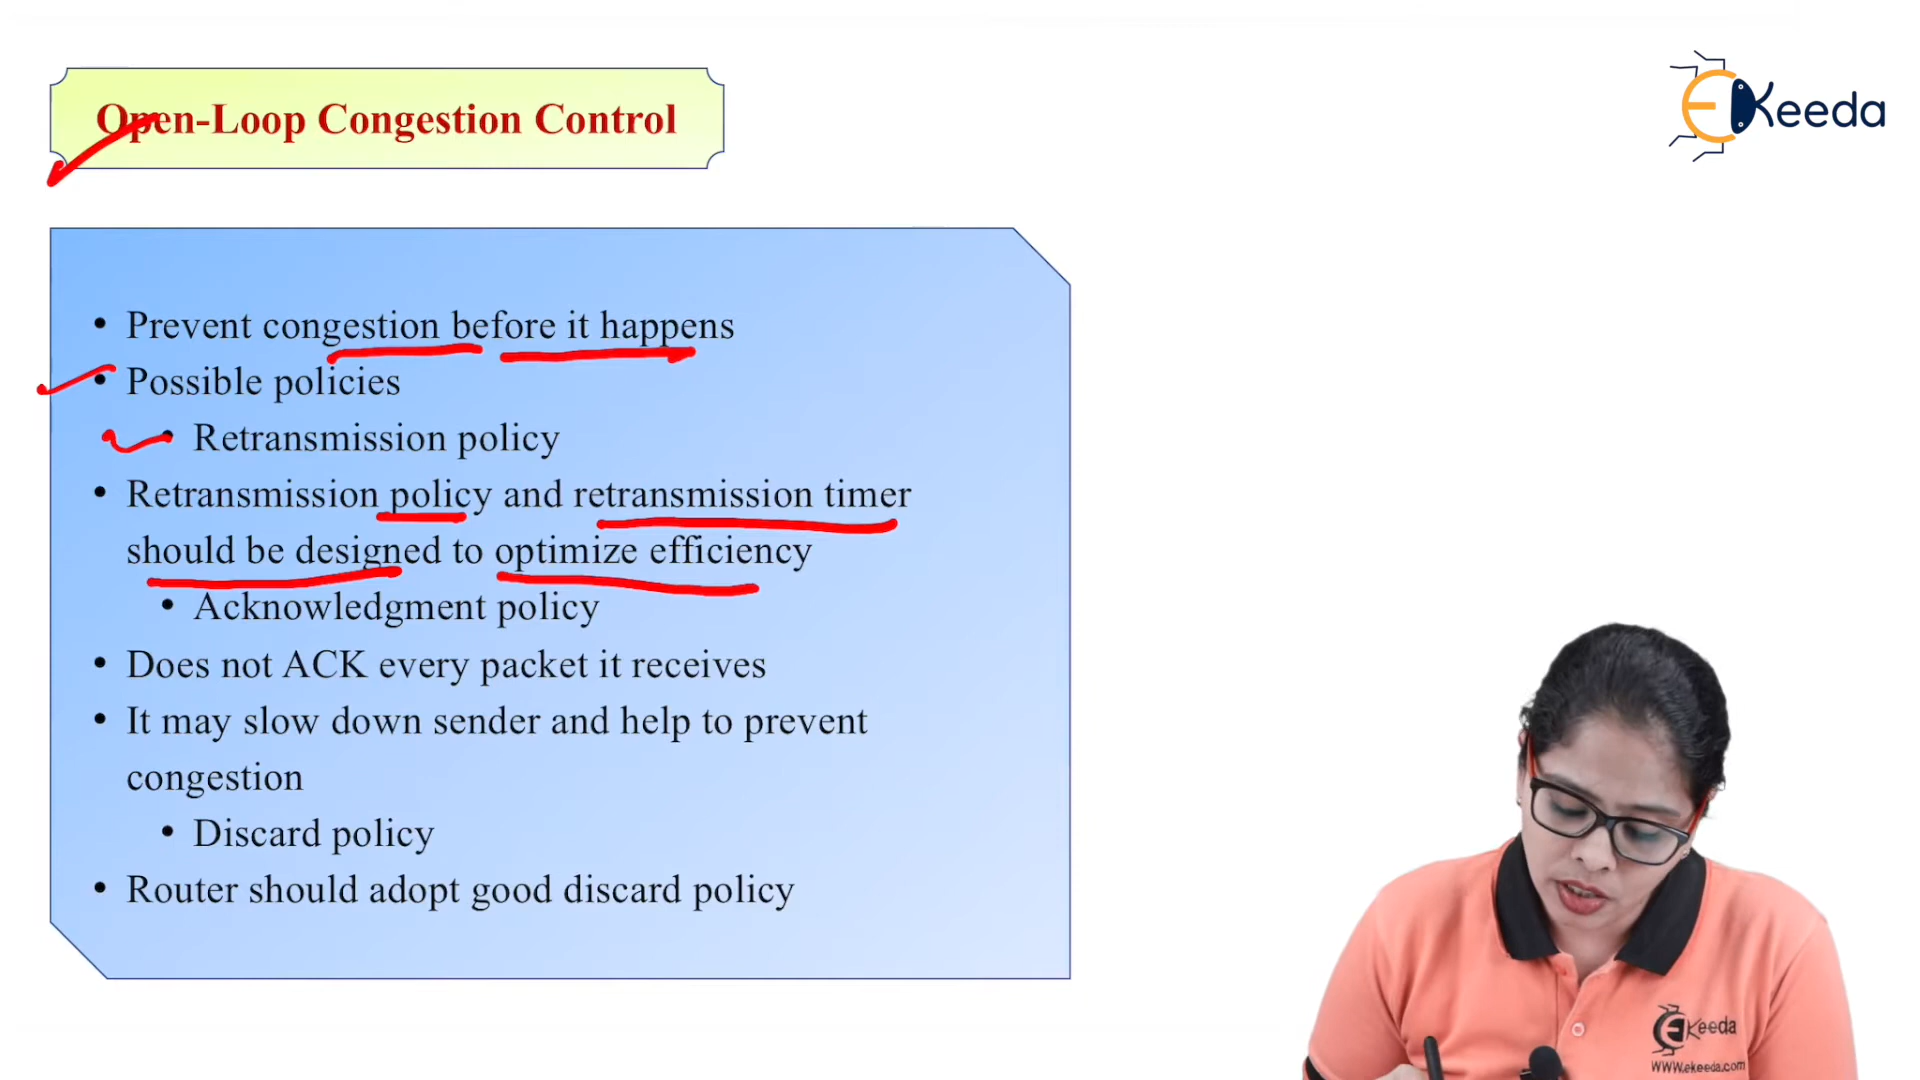 Open-Loop Congestion Control
EKeeda
• Prevent congestion before it happens
• Possible policies
• Retransmission policy
• Retransmission policy and retransmission timer
should be designed to optimize efficiency
• Acknowledgment policy
• Does not ACK every packet it receives
• It may slow down sender and help to prevent
congestion
• Discard policy
• Router should adopt good discard policy
EKeeda
WWW.ekeeda.com